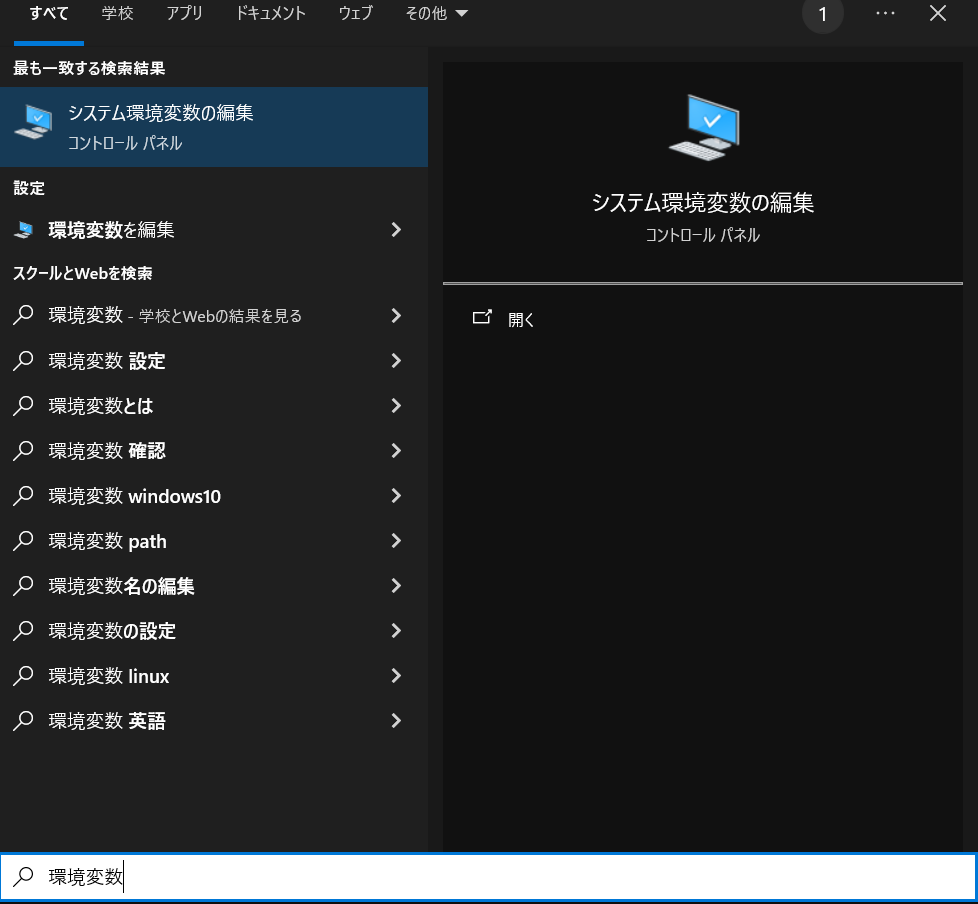 すべて 学校 アプリ ドキュメント ウェブ その他 1 ...
最も一致する検索結果
システム環境変数の編集
コントロール パネル
設定
環境変数を編集
スクールとWebを検索
環境変数 - 学校とWebの結果を見る
環境変数 設定
環境変数とは
環境変数 確認
環境変数 windows10
環境変数 path
環境変数名の編集
環境変数の設定
環境変数 linux
環境変数 英語
システム環境変数の編集
コントロール パネル
開く
環境変数